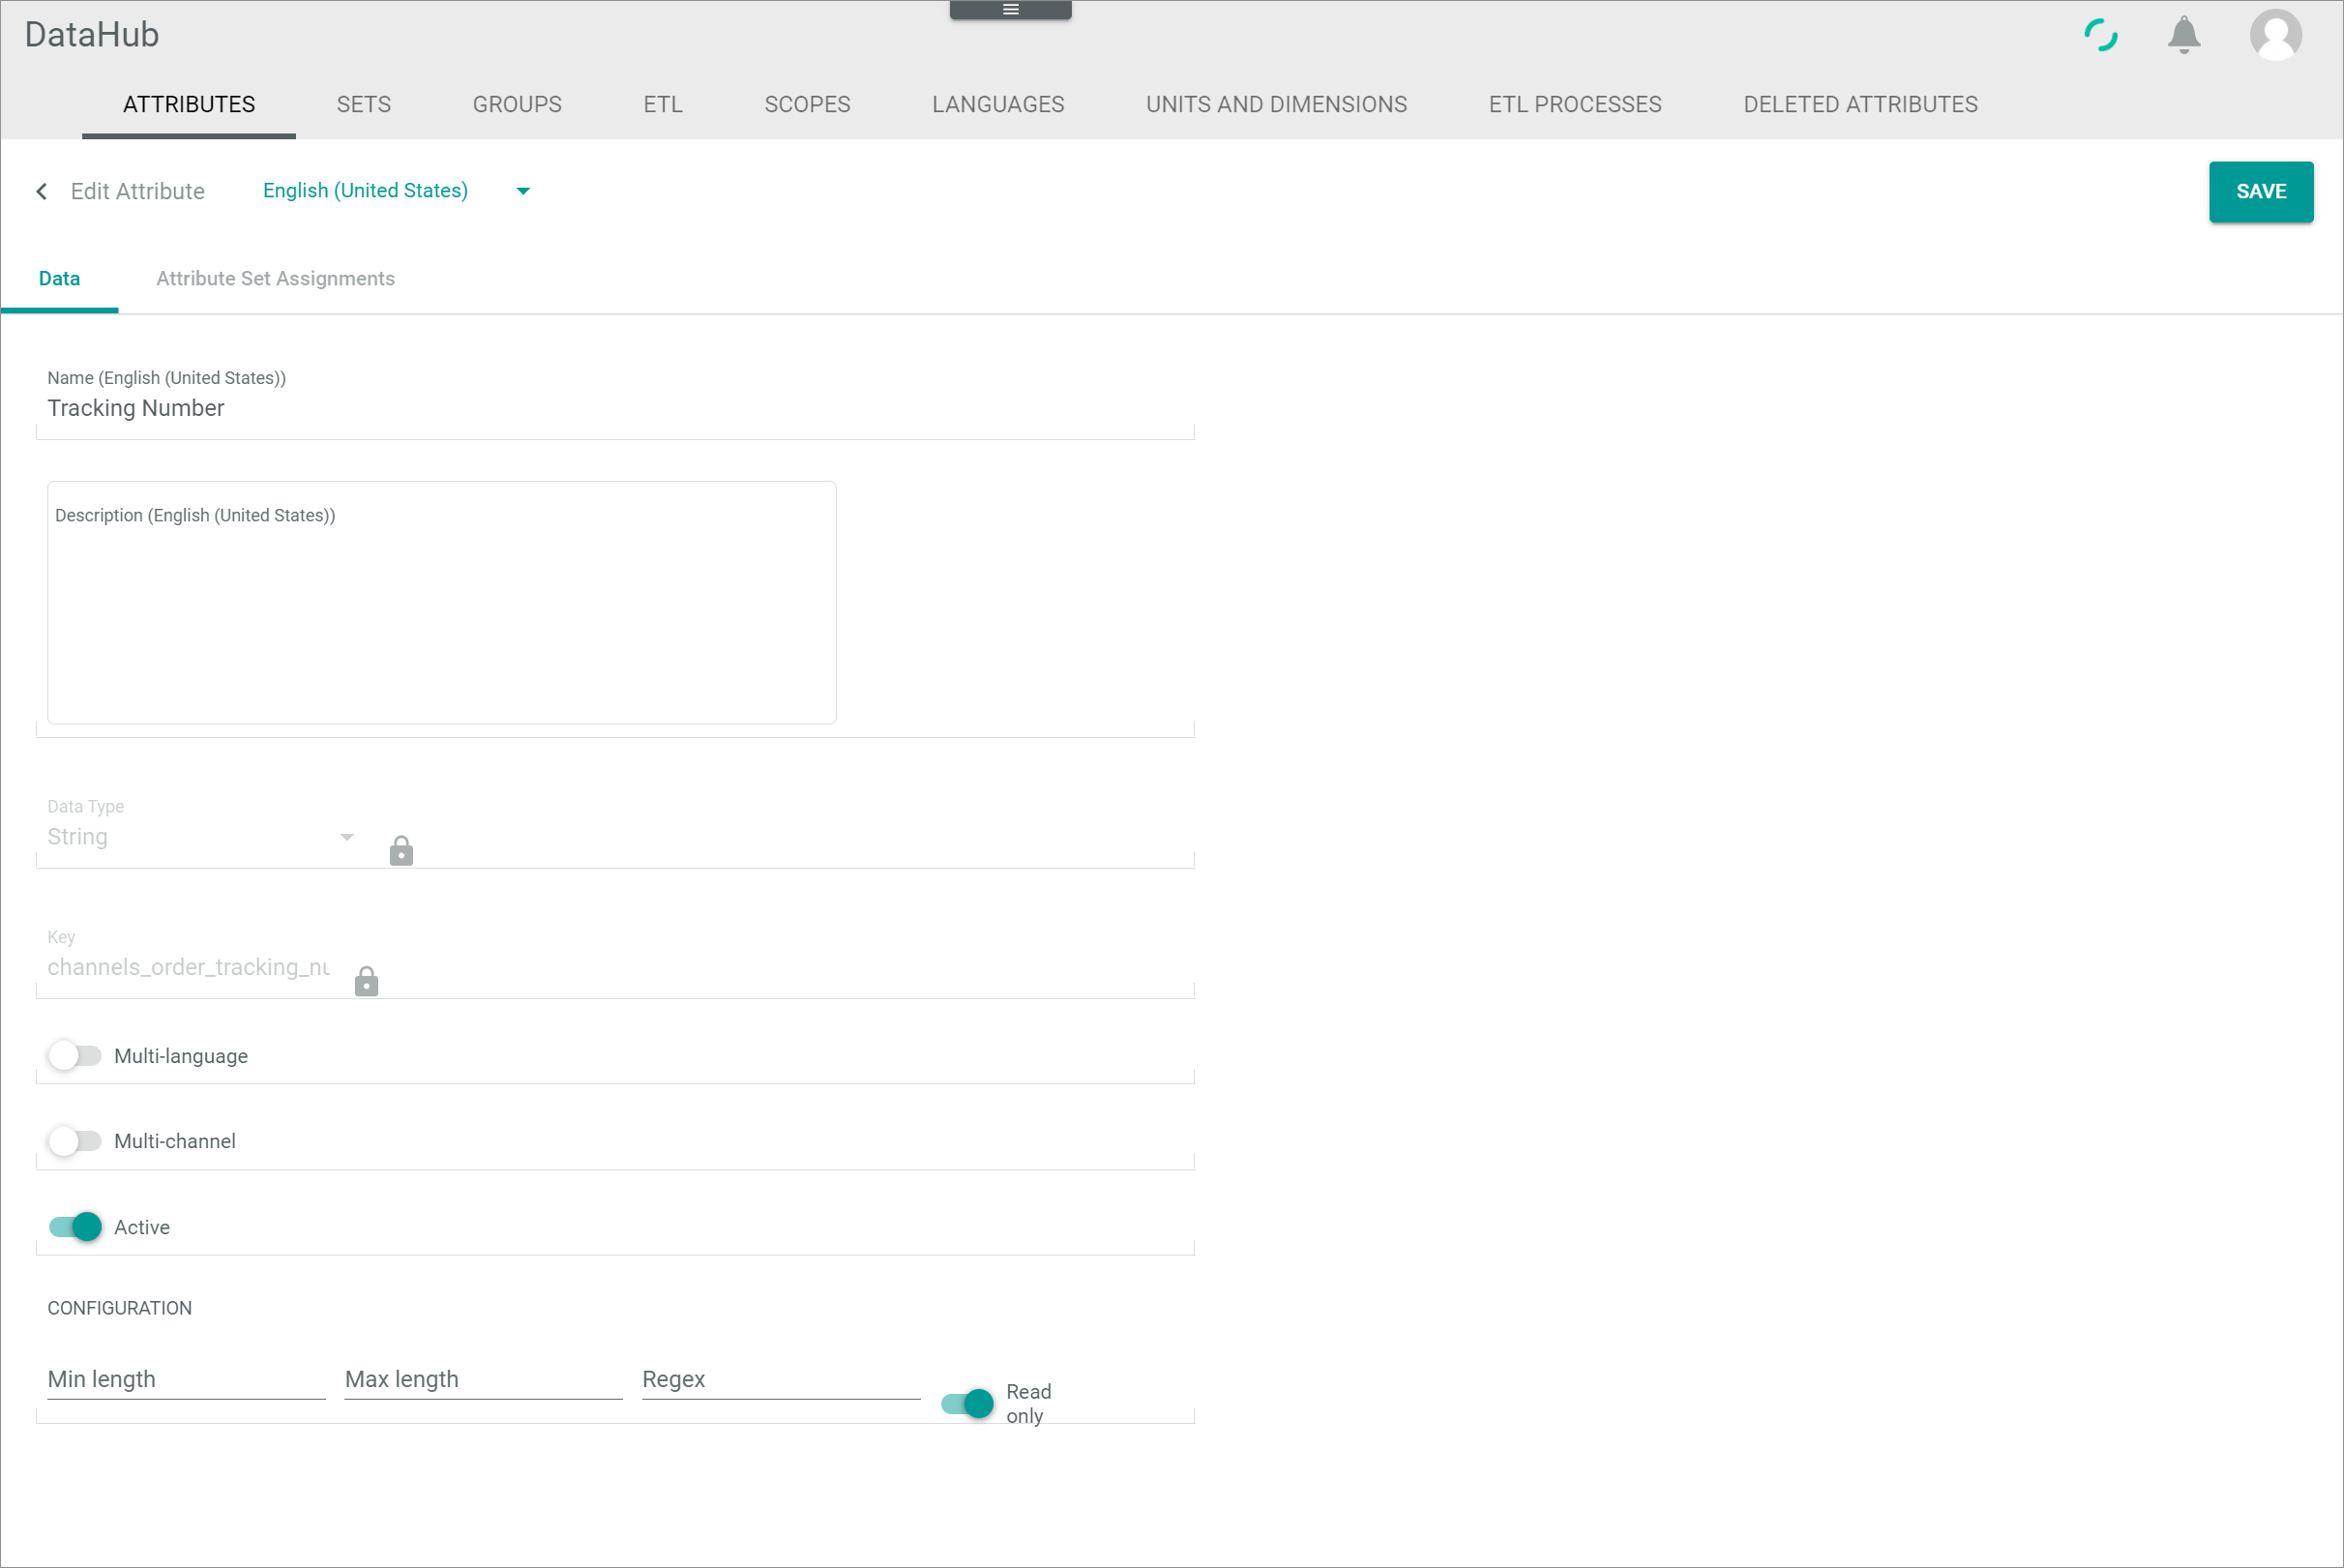 DataHub
ATTRIBUTES SETS GROUPS ETL SCOPES LANGUAGES UNITS AND DIMENSIONS ETL PROCESSES DELETED ATTRIBUTES
Edit Attribute English (United States) SAVE
Data Attribute Set Assignments
Name (English (United States))
Tracking Number
Description (English (United States))
Data Type
String
Key
channels_order_tracking_nu
Multi-language
Multi-channel
Active
CONFIGURATION
Min length Max length Regex Read
only